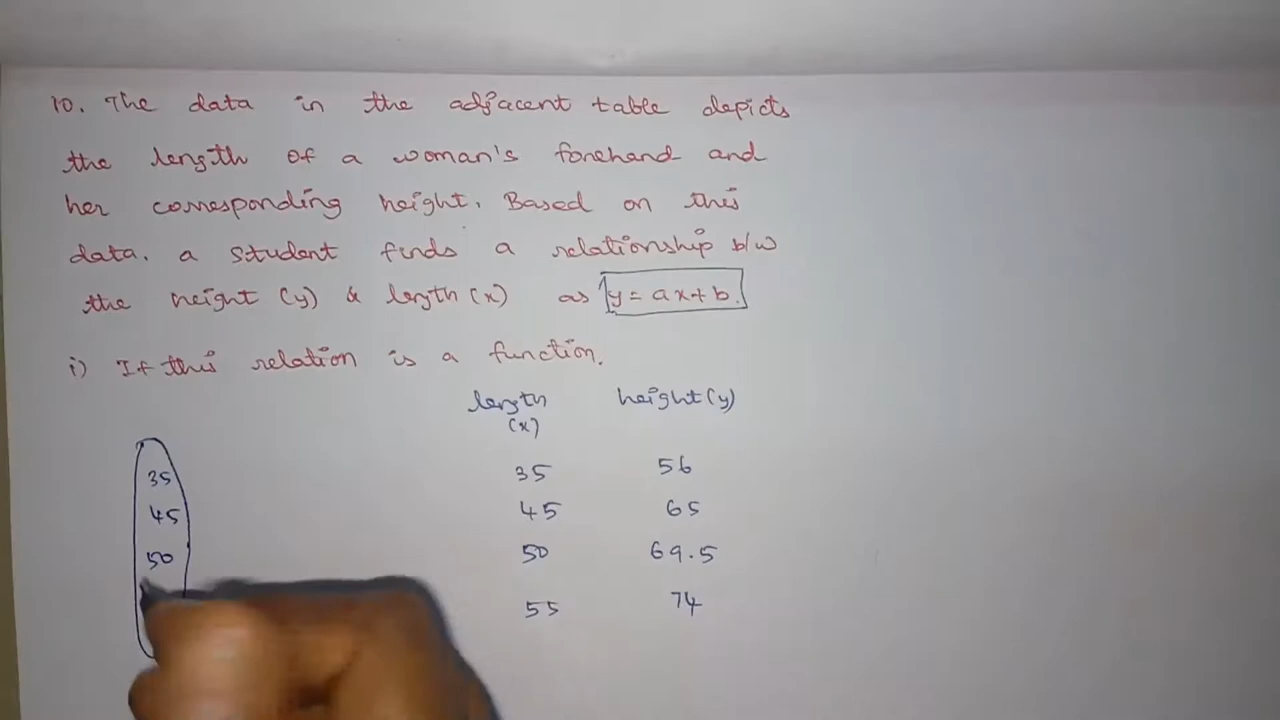 10. The data in the adjacent table depicts
the length of a woman's forehand and
her corresponding height. Based on this
data. a student finds a relationship b/w
the height (y) & length (x) as y = ax+b.
i) If this relation is a function.
length height (y)
(x)
35 56
45 65
50 69.5
55 74
35
45
50